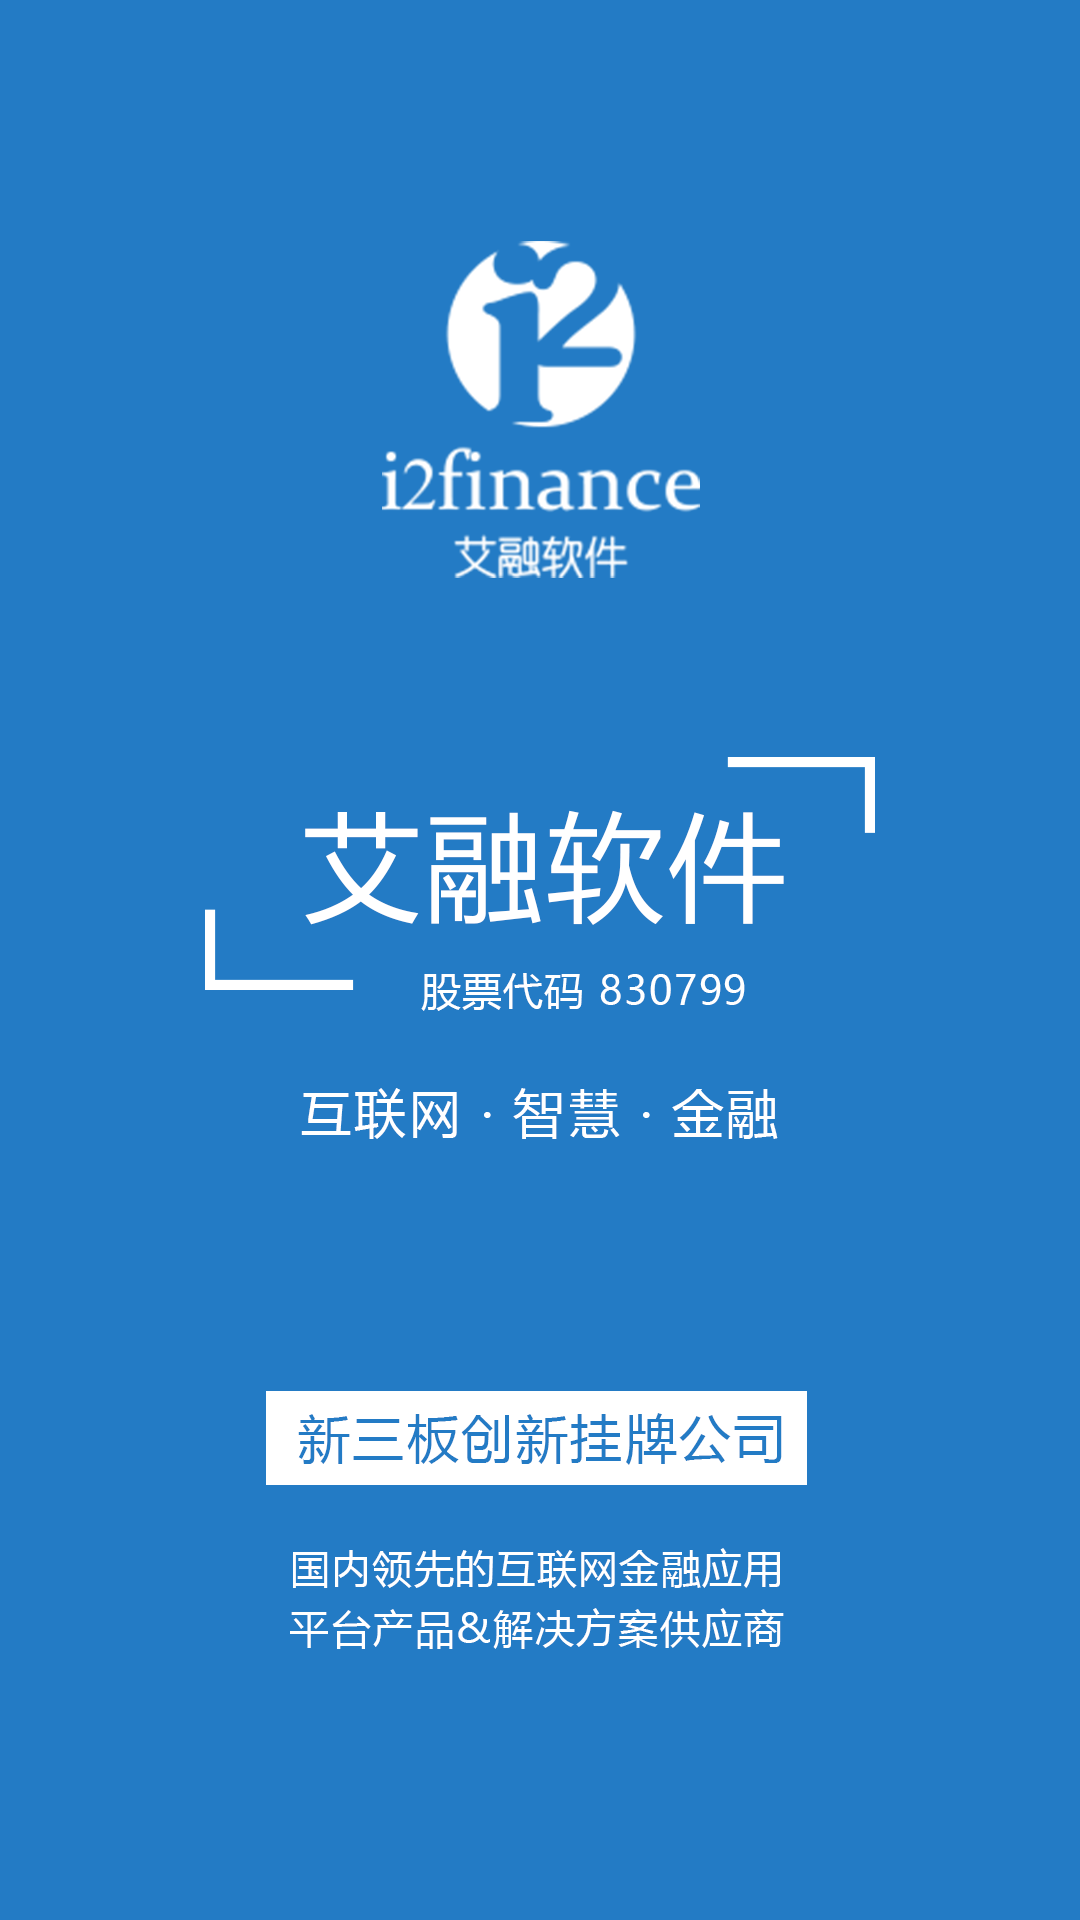 i2
i2finance
艾融软件
艾融软件
股票代码 830799
互联网 · 智慧 · 金融
新三板创新挂牌公司
国内领先的互联网金融应用
平台产品&解决方案供应商